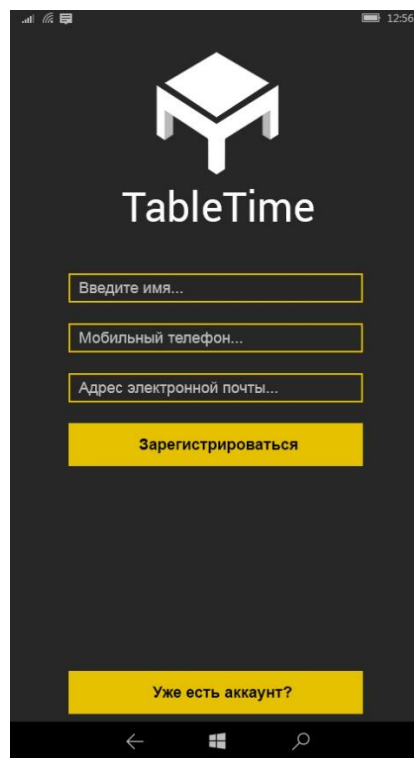 12:56
TableTime
Введите имя...
Мобильный телефон...
Адрес электронной почты...
Зарегистрироваться
Уже есть аккаунт?